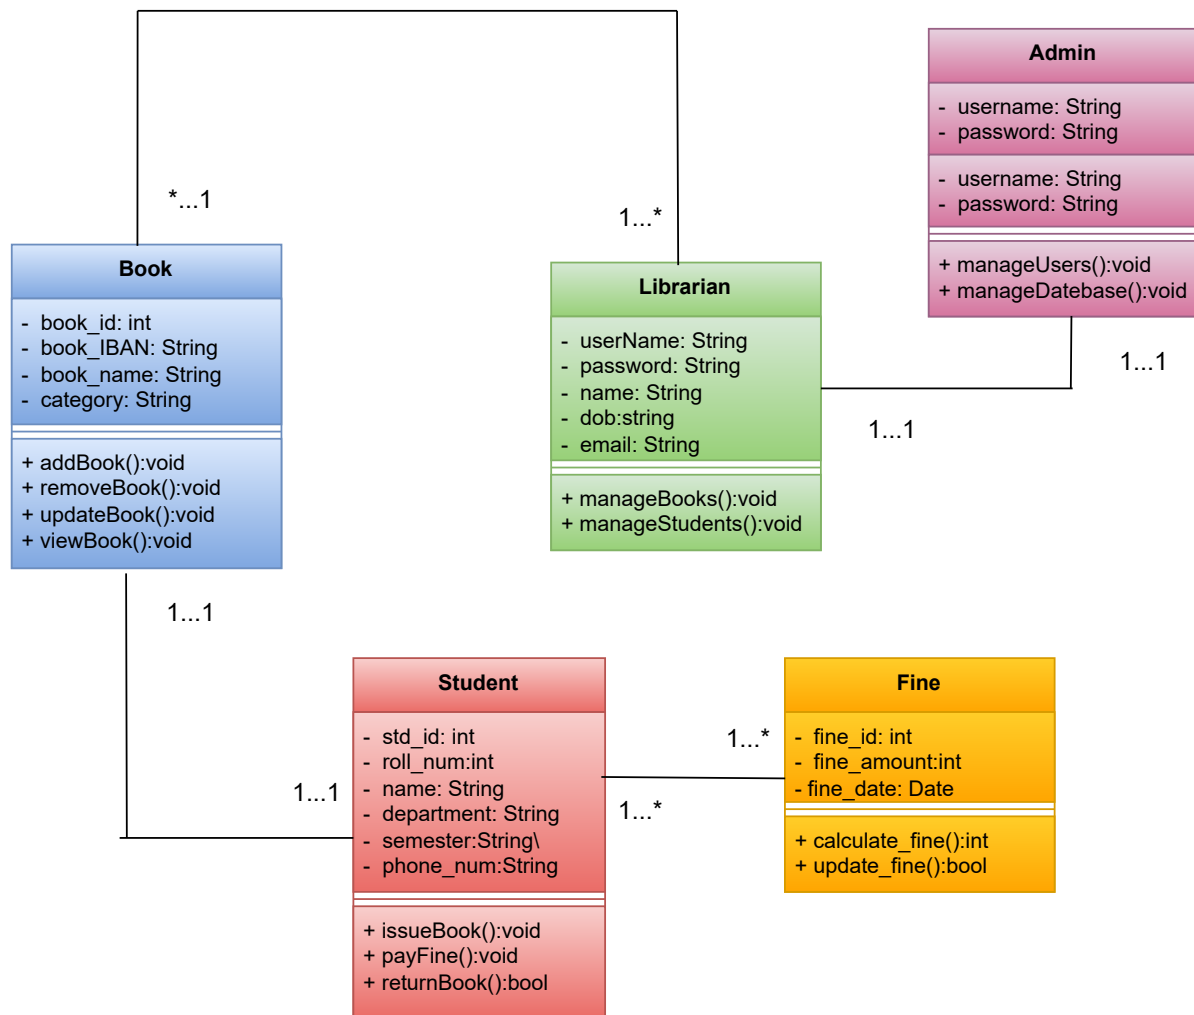 Admin
- username: String
- password: String
- username: String
- password: String
+ manageUsers():void
+ manageDatebase():void
1...1
*...1
1...*
Book
- book_id: int
- book_IBAN: String
- book_name: String
- category: String
+ addBook():void
+ removeBook():void
+ updateBook():void
+ viewBook():void
1...1
Librarian
- userName: String
- password: String
- name: String
- dob:string
- email: String
+ manageBooks():void
+ manageStudents():void
1...1
Student
- std_id: int
- roll_num:int
- name: String
- department: String
- semester:String\
- phone_num:String
+ issueBook():void
+ payFine():void
+ returnBook():bool
1...1
1...*
1...*
Fine
- fine_id: int
- fine_amount:int
- fine_date: Date
+ calculate_fine():int
+ update_fine():bool